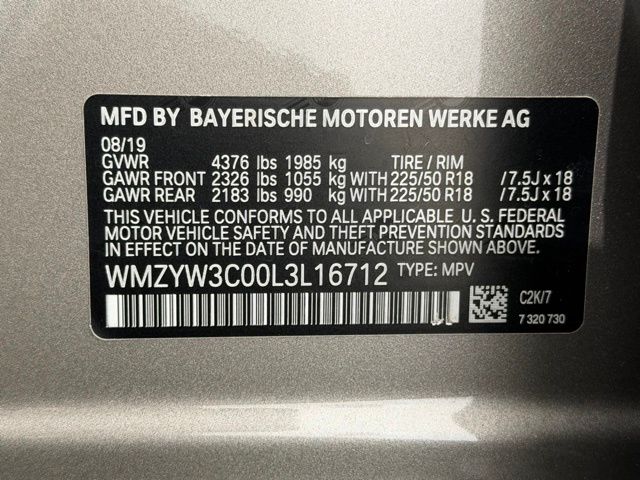 MFD BY BAYERISCHE MOTOREN WERKE AG
08/19
GVWR 4376 lbs 1985 kg TIRE / RIM
GAWR FRONT 2326 lbs 1055 kg WITH 225/50 R18 /7.5J x 18
GAWR REAR 2183 lbs 990 kg WITH 225/50 R18 /7.5J x 18
THIS VEHICLE CONFORMS TO ALL APPLICABLE U. S. FEDERAL
MOTOR VEHICLE SAFETY AND THEFT PREVENTION STANDARDS
IN EFFECT ON THE DATE OF MANUFACTURE SHOWN ABOVE.
WMZYW3C00L3L16712 TYPE: MPV
C2K/7
7 320 730